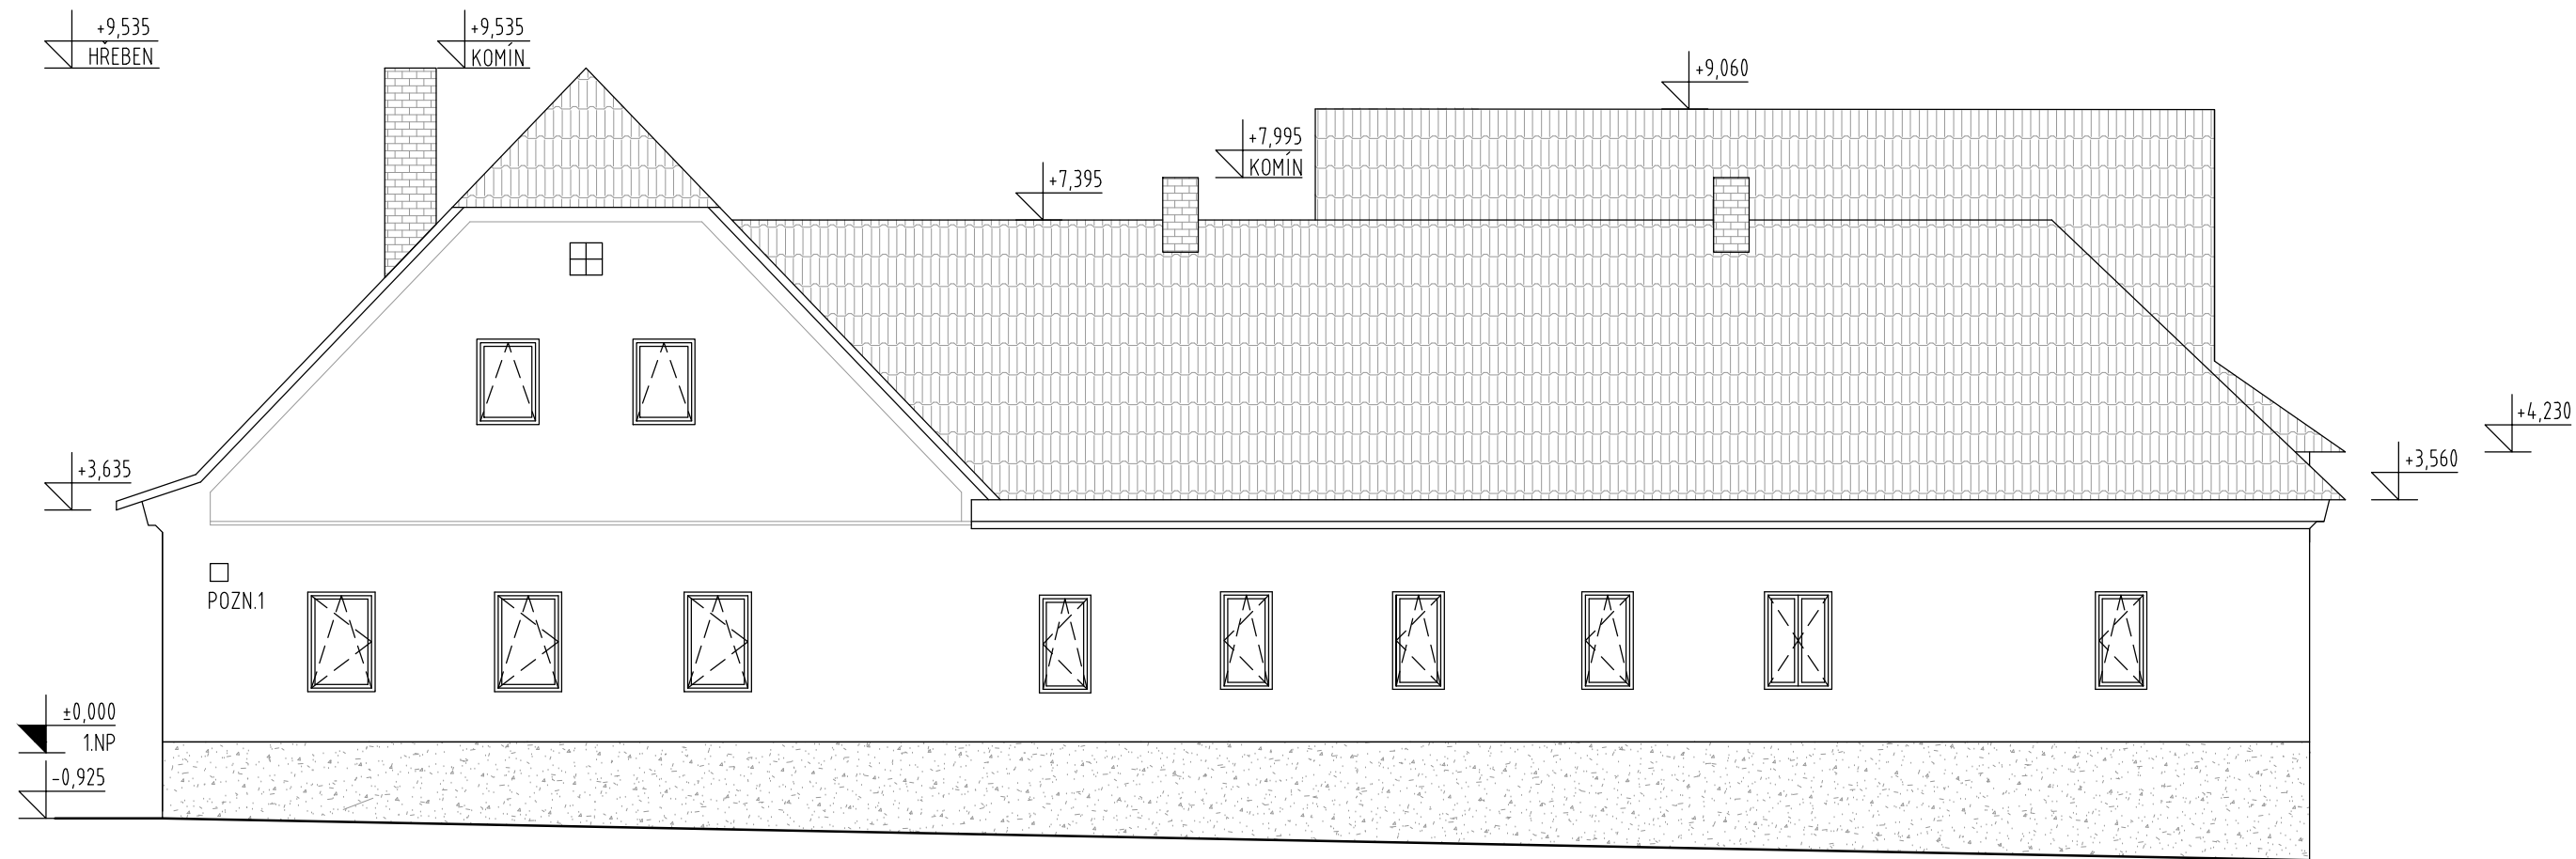 +9,535
HŘEBEN
+9,535
KOMÍN
+9,060
+7,995
KOMÍN
+7,395
+4,230
+3,635
+3,560
POZN.1
±0,000
1.NP
-0,925